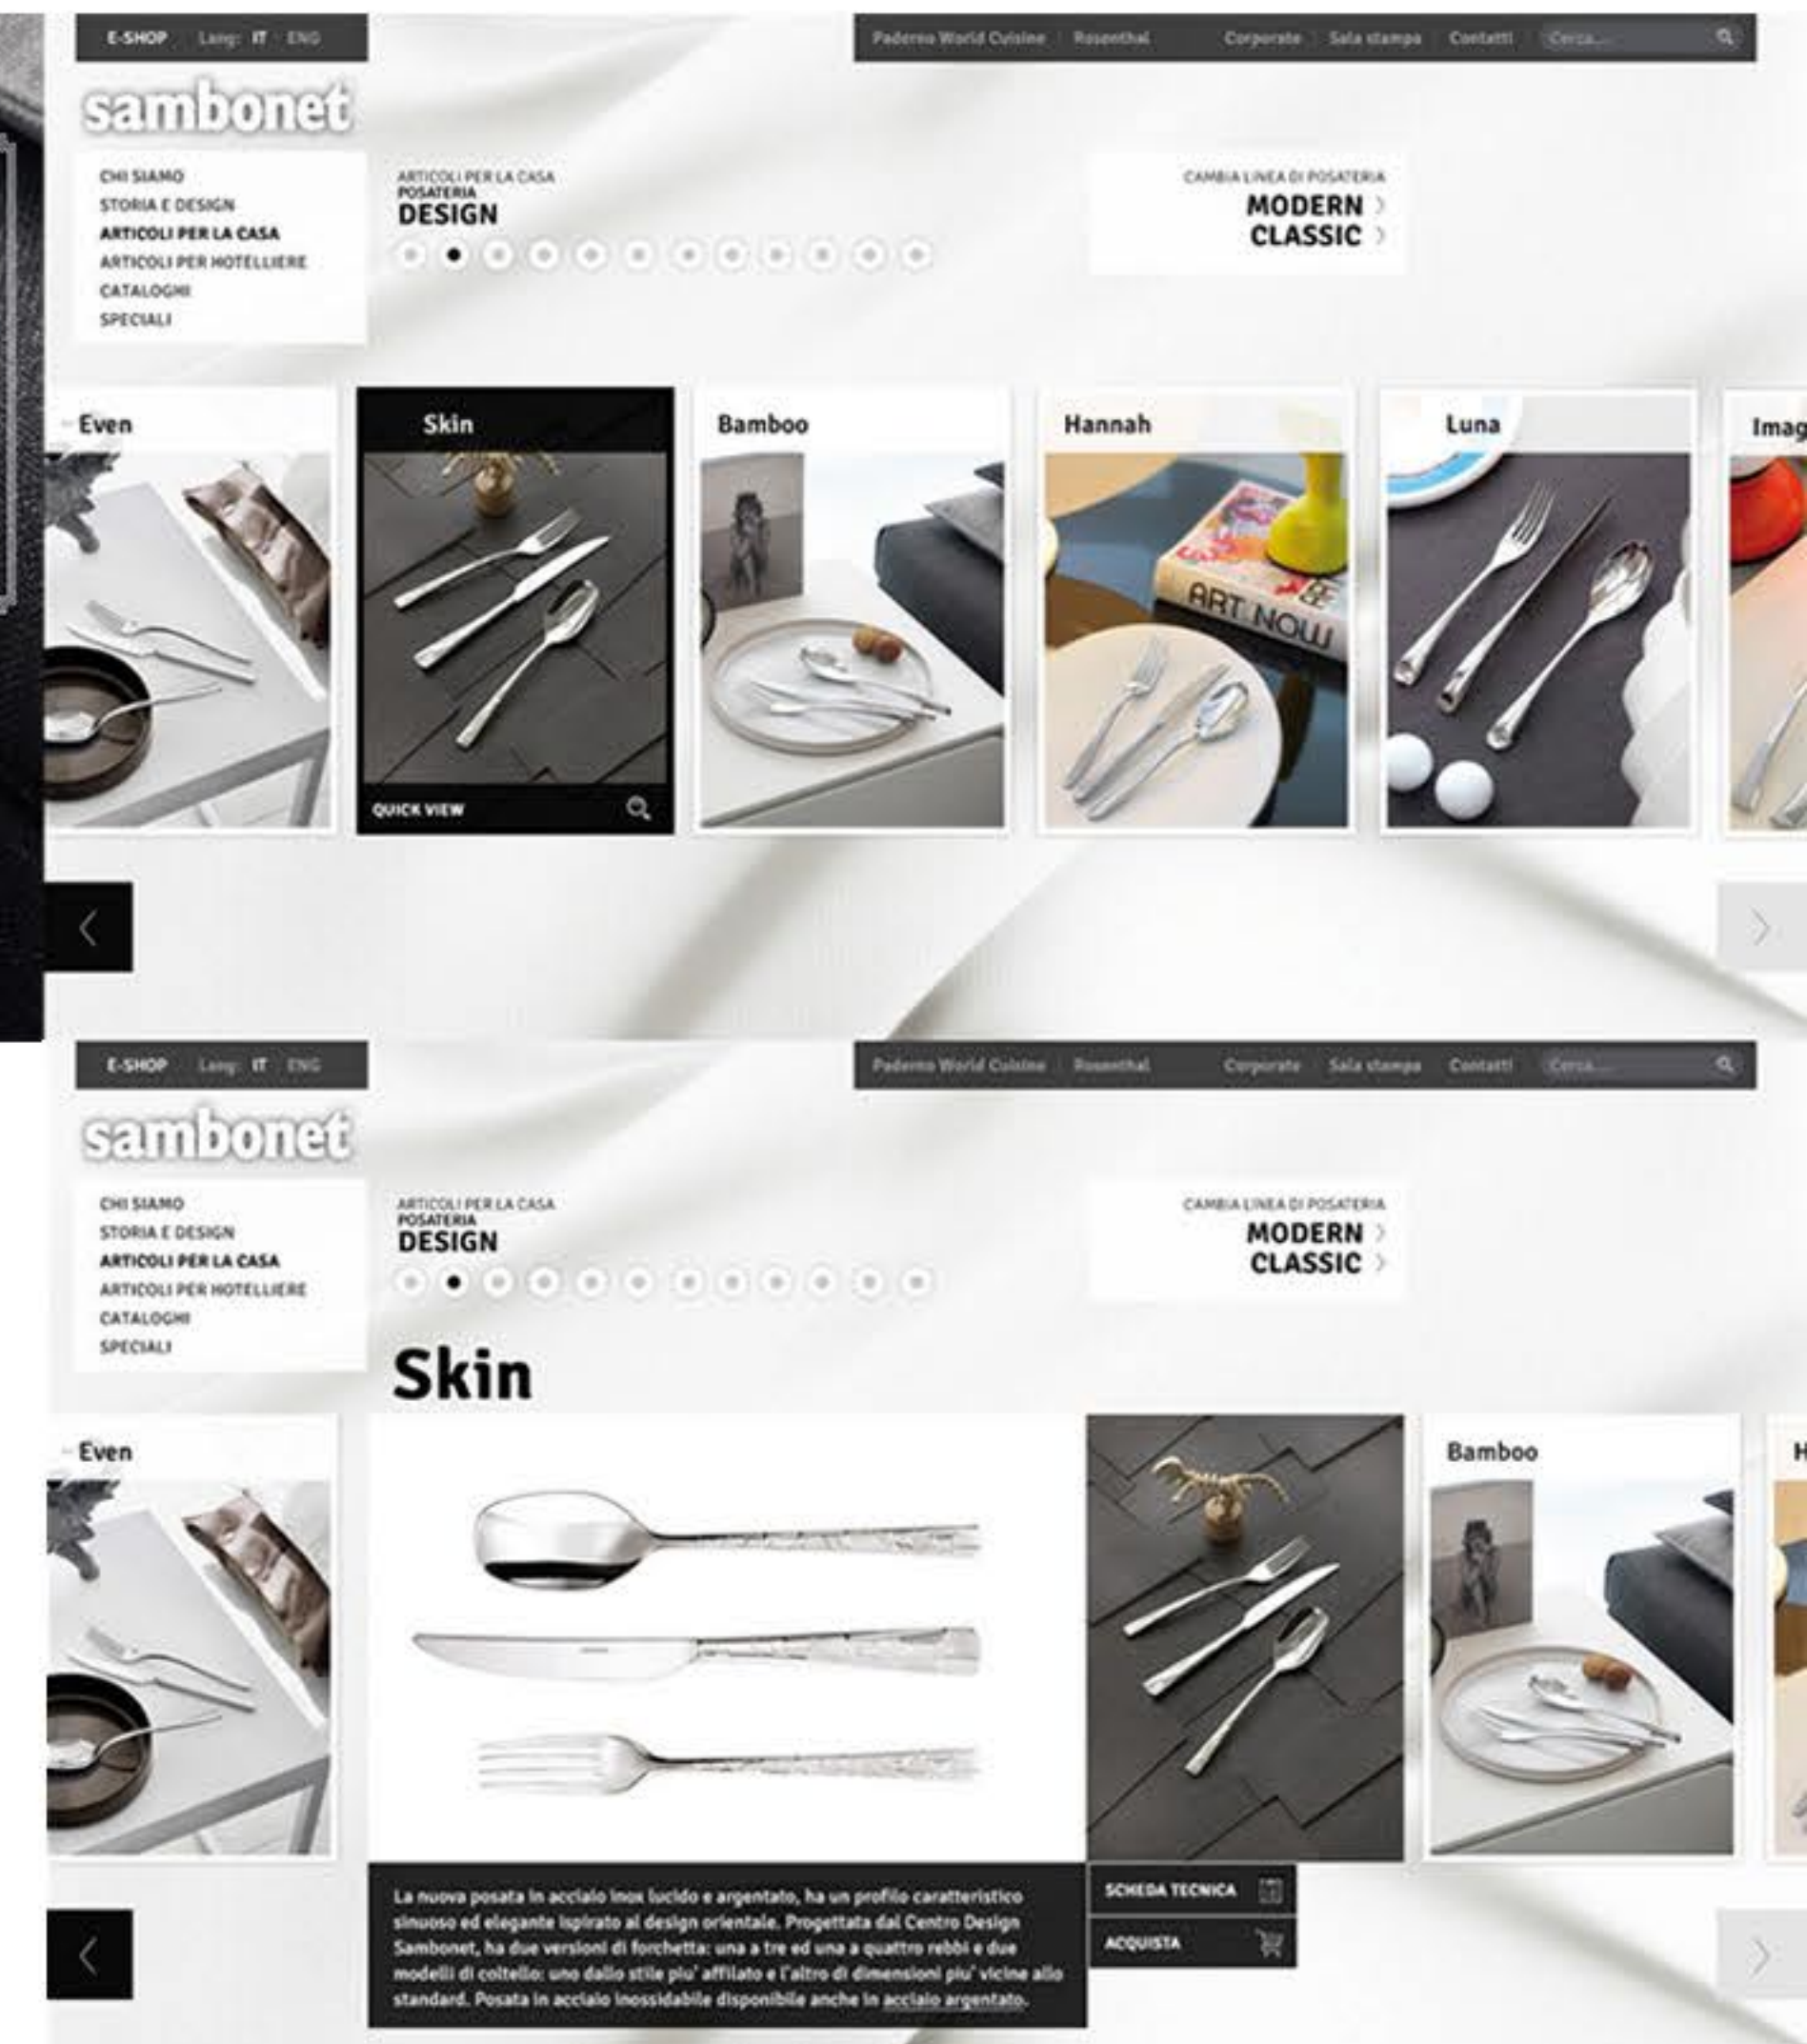 E-SHOP Lang: IT ENG
Paderno World Cuisine Rosenthal Corporate Sala stampa Contatti Cerca...
sambonet
CHI SIAMO
STORIA E DESIGN
ARTICOLI PER LA CASA
ARTICOLI PER HOTELLIERE
CATALOGHI
SPECIALI
ARTICOLI PER LA CASA
POSATERIA
DESIGN
CAMBIA LINEA DI POSATERIA
MODERN
CLASSIC
Even
Skin
Bamboo
Hannah
Luna
Imag
ART NOW
QUICK VIEW
E-SHOP Lang: IT ENG
Paderno World Cuisine Rosenthal Corporate Sala stampa Contatti Cerca...
sambonet
CHI SIAMO
STORIA E DESIGN
ARTICOLI PER LA CASA
ARTICOLI PER HOTELLIERE
CATALOGHI
SPECIALI
ARTICOLI PER LA CASA
POSATERIA
DESIGN
CAMBIA LINEA DI POSATERIA
MODERN
CLASSIC
Skin
Even
Bamboo
H
La nuova posata in acciaio inox lucido e argentato, ha un profilo caratteristico
sinuoso ed elegante ispirato al design orientale. Progettata dal Centro Design
Sambonet, ha due versioni di forchetta: una a tre ed una a quattro rebbi e due
modelli di coltello: uno dallo stile piu' affilato e l'altro di dimensioni piu' vicine allo
standard. Posata in acciaio inossidabile disponibile anche in acciaio argentato.
SCHEDA TECNICA
ACQUISTA